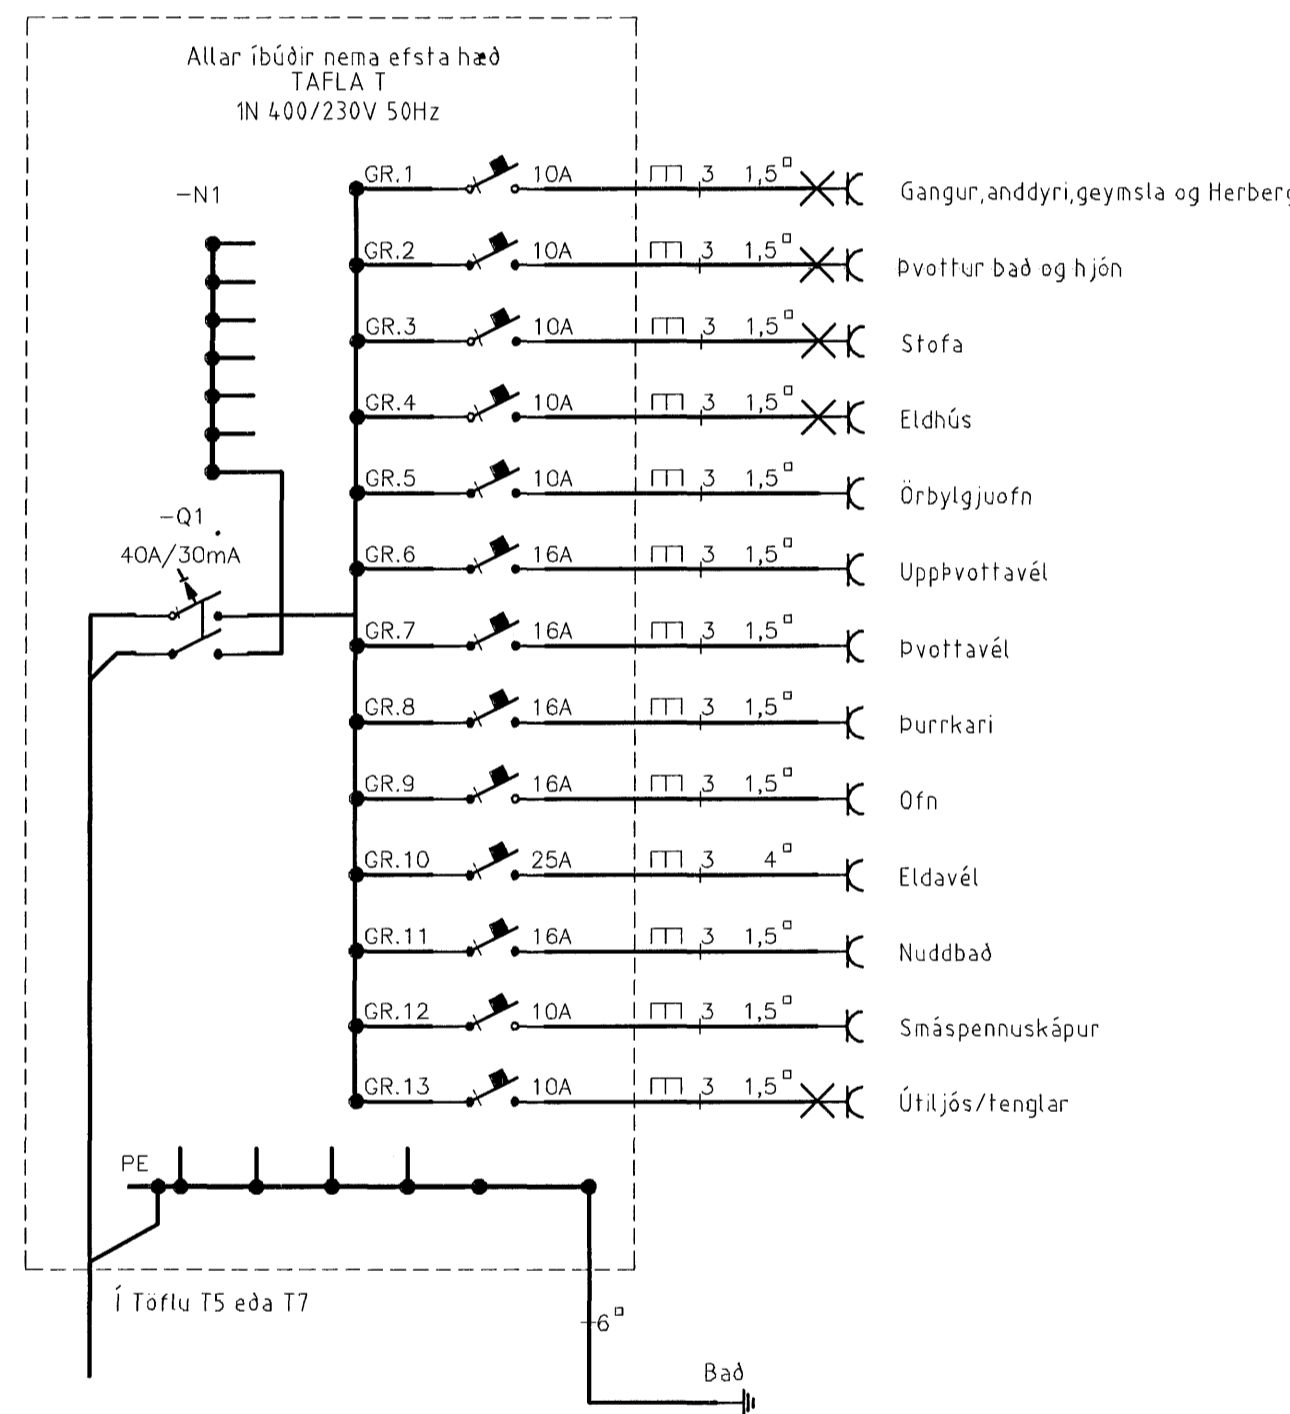 Allar íbúðir nema efsta hæð
TAFLA T
1N 400/230V 50Hz
-N1
-Q1
40A/30mA
GR.1 10A 3 1,5▫ Gangur,anddyri,geymsla og Herberg
GR.2 10A 3 1,5▫ Þvottur bað og hjón
GR.3 10A 3 1,5▫ Stofa
GR.4 10A 3 1,5▫ Eldhús
GR.5 10A 3 1,5▫ Örbylgjuofn
GR.6 16A 3 1,5▫ UppÞvottavél
GR.7 16A 3 1,5▫ Þvottavél
GR.8 16A 3 1,5▫ Þurrkari
GR.9 16A 3 1,5▫ Ofn
GR.10 25A 3 4▫ Eldavél
GR.11 16A 3 1,5▫ Nuddbað
GR.12 10A 3 1,5▫ Smáspennuskápur
GR.13 10A 3 1,5▫ Útiljós/tenglar
PE
Í Töflu T5 eða T7
6▫
Bað